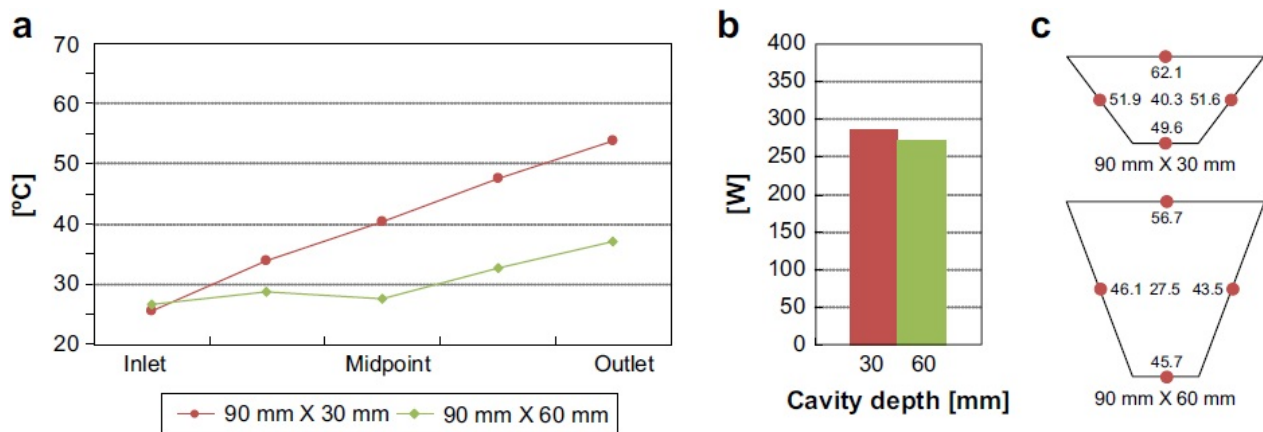 a
70
60
50
40
30
20
[ºC]
Inlet
Midpoint
Outlet
90 mm X 30 mm
90 mm X 60 mm
b
400
350
300
250
200
150
100
50
0
[W]
30
60
Cavity depth [mm]
c
62.1
51.9 40.3 51.6
49.6
90 mm X 30 mm
56.7
46.1 27.5 43.5
45.7
90 mm X 60 mm